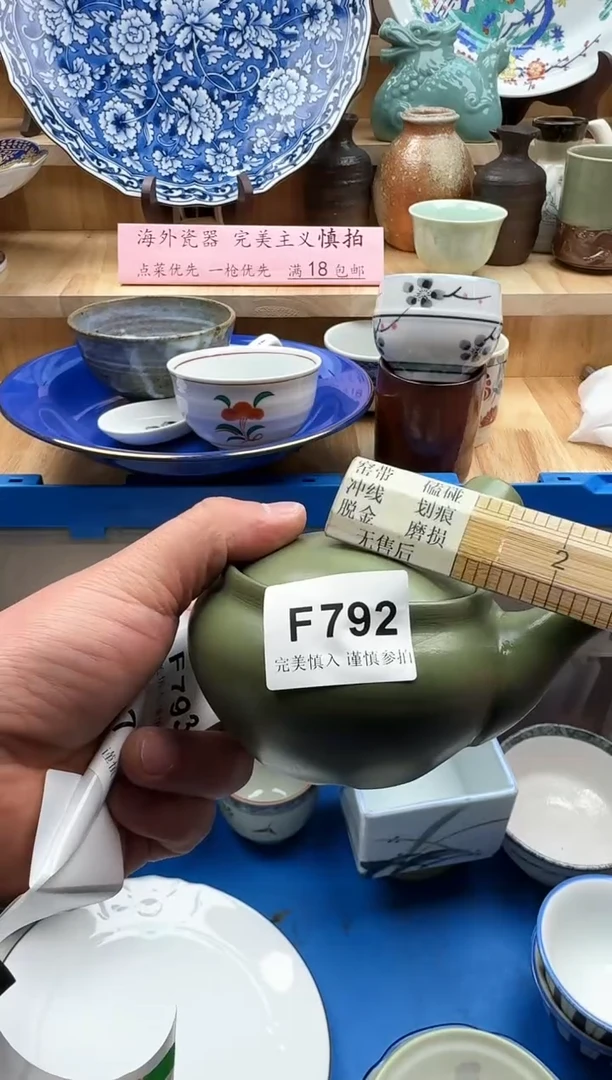 海外瓷器 完美主义慎拍
点菜优先 一枪优先 满18包邮
窑带 磕碰
冲线 划痕
脱金 磨损
无售后
2
F792
完美慎入 谨慎参拍
F793